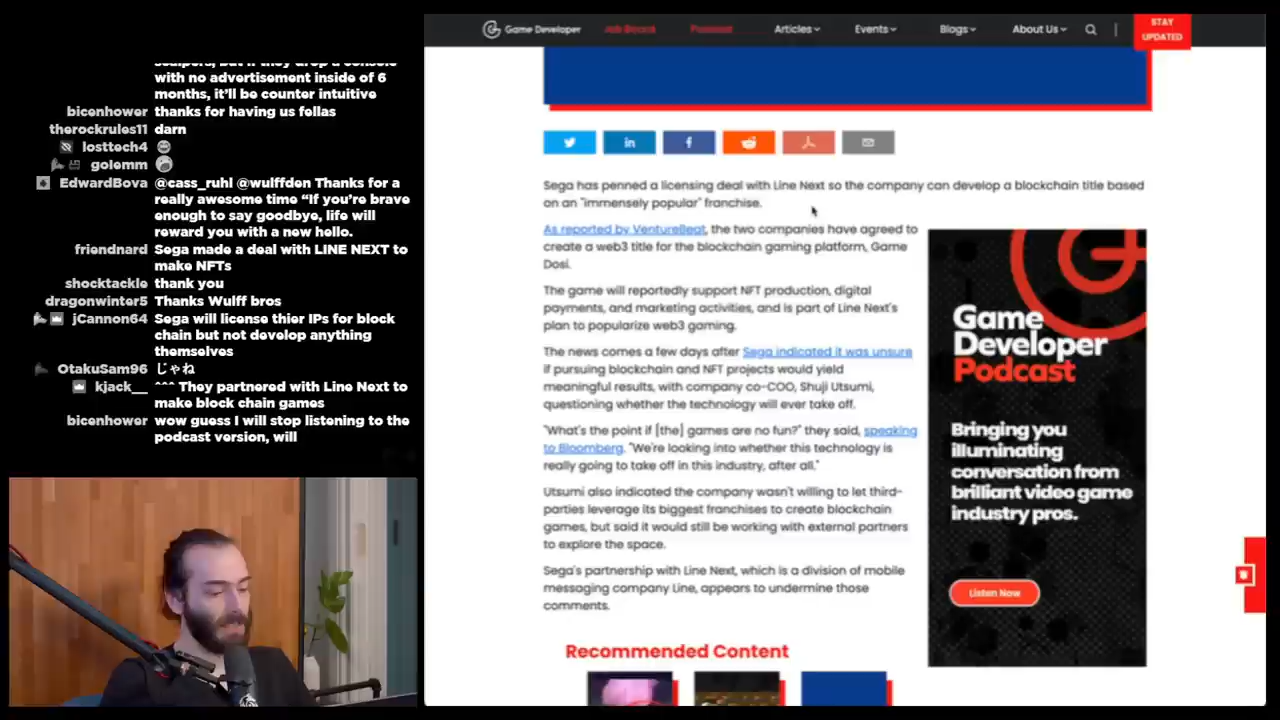 with no advertisement inside of 6
months, it'll be counter intuitive
bicenhower thanks for having us fellas
therockrules11 darn
losttech4
golemm
EdwardBova @cass_ruhl @wulffden Thanks for a
really awesome time "If you're brave
enough to say goodbye, life will
reward you with a new hello.
friendnard Sega made a deal with LINE NEXT to
make NFTs
shocktackle thank you
dragonwinter5 Thanks Wulff bros
jCannon64 Sega will license thier IPs for block
chain but not develop anything
themselves
OtakuSam96 じゃね
kjack__ ^^^ They partnered with Line Next to
make block chain games
bicenhower wow guess I will stop listening to the
podcast version, will
Game Developer Job Board Podcast Articles Events Blogs About Us STAY
UPDATED
Sega has penned a licensing deal with Line Next so the company can develop a blockchain title based
on an "immensely popular" franchise.
As reported by VentureBeat, the two companies have agreed to
create a web3 title for the blockchain gaming platform, Game
Dosi.
The game will reportedly support NFT production, digital
payments, and marketing activities, and is part of Line Next's
plan to popularize web3 gaming.
The news comes a few days after Sega indicated it was unsure
if pursuing blockchain and NFT projects would yield
meaningful results, with company co-COO, Shuji Utsumi,
questioning whether the technology will ever take off.
"What's the point if [the] games are no fun?" they said, speaking
to Bloomberg. "We're looking into whether this technology is
really going to take off in this industry, after all."
Utsumi also indicated the company wasn't willing to let third-
parties leverage its biggest franchises to create blockchain
games, but said it would still be working with external partners
to explore the space.
Sega's partnership with Line Next, which is a division of mobile
messaging company Line, appears to undermine those
comments.
Game
Developer
Podcast
Bringing you
illuminating
conversation from
brilliant video game
industry pros.
Listen Now
Recommended Content